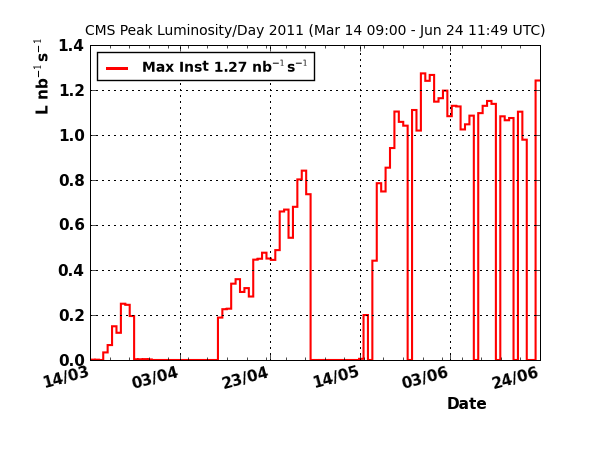 CMS Peak Luminosity/Day 2011 (Mar 14 09:00 - Jun 24 11:49 UTC)
L nb⁻¹ s⁻¹
Max Inst 1.27 nb⁻¹ s⁻¹
1.4
1.2
1.0
0.8
0.6
0.4
0.2
0.0
14/03 03/04 23/04 14/05 03/06 24/06
Date